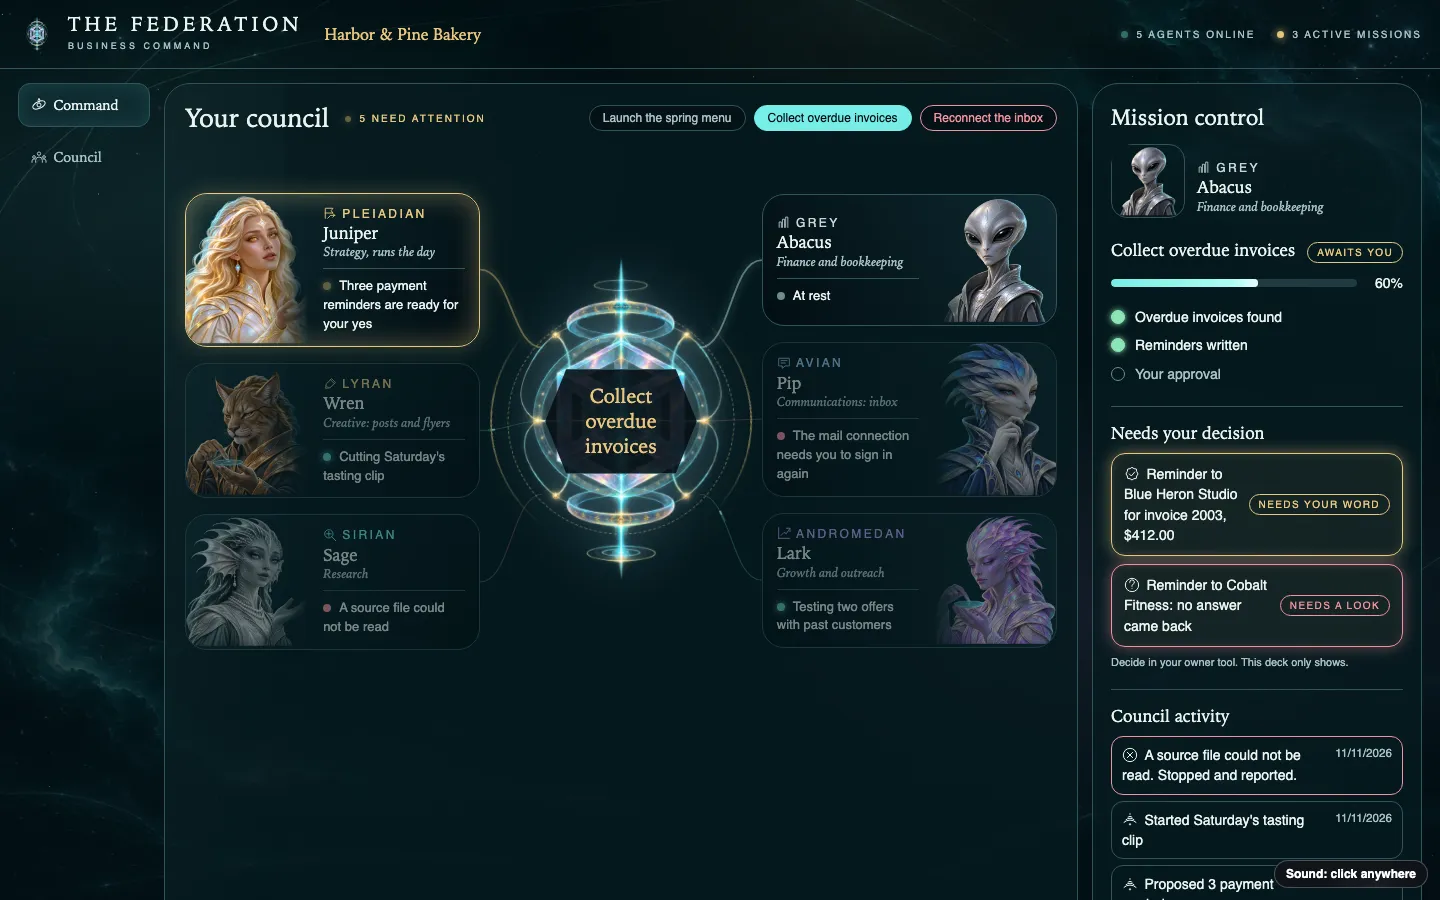 THE FEDERATION
BUSINESS COMMAND
Harbor & Pine Bakery
5 AGENTS ONLINE
3 ACTIVE MISSIONS
Command
Council
Your council
5 NEED ATTENTION
Launch the spring menu
Collect overdue invoices
Reconnect the inbox
PLEIADIAN
Juniper
Strategy, runs the day
Three payment
reminders are ready for
your yes
LYRAN
Wren
Creative: posts and flyers
Cutting Saturday's
tasting clip
SIRIAN
Sage
Research
A source file could
not be read
Collect
overdue
invoices
GREY
Abacus
Finance and bookkeeping
At rest
AVIAN
Pip
Communications: inbox
The mail connection
needs you to sign in
again
ANDROMEDAN
Lark
Growth and outreach
Testing two offers
with past customers
Mission control
GREY
Abacus
Finance and bookkeeping
Collect overdue invoices
AWAITS YOU
60%
Overdue invoices found
Reminders written
Your approval
Needs your decision
Reminder to
Blue Heron Studio
for invoice 2003,
$412.00
NEEDS YOUR WORD
Reminder to Cobalt
Fitness: no answer
came back
NEEDS A LOOK
Decide in your owner tool. This deck only shows.
Council activity
A source file could not be
read. Stopped and reported.
11/11/2026
Started Saturday's tasting
clip
11/11/2026
Proposed 3 payment
Sound: click anywhere